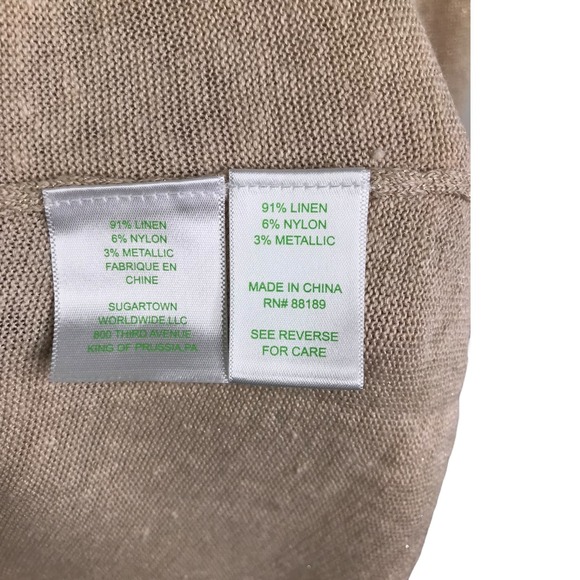 91% LINEN
6% NYLON
3% METALLIC
FABRIQUE EN
CHINE
SUGARTOWN
WORLDWIDE,LLC
800 THIRD AVENUE
KING OF PRUSSIA,PA
91% LINEN
6% NYLON
3% METALLIC
MADE IN CHINA
RN# 88189
SEE REVERSE
FOR CARE